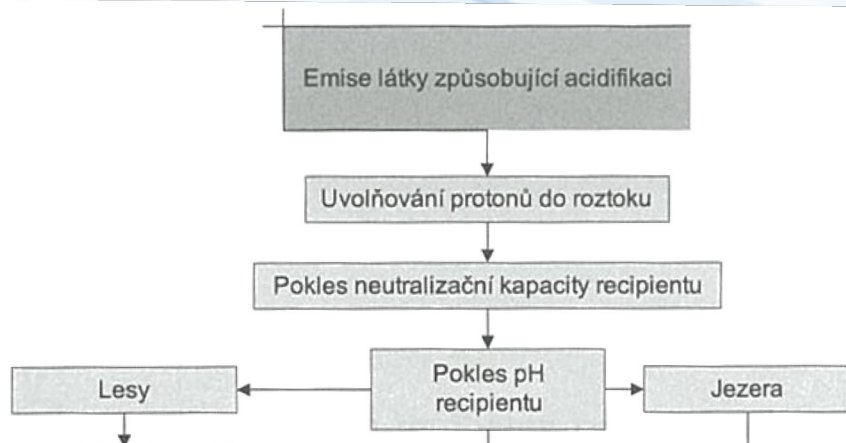 Emise látky způsobující acidifikaci
Uvolňování protonů do roztoku
Pokles neutralizační kapacity recipientu
Lesy
Pokles pH
recipientu
Jezera